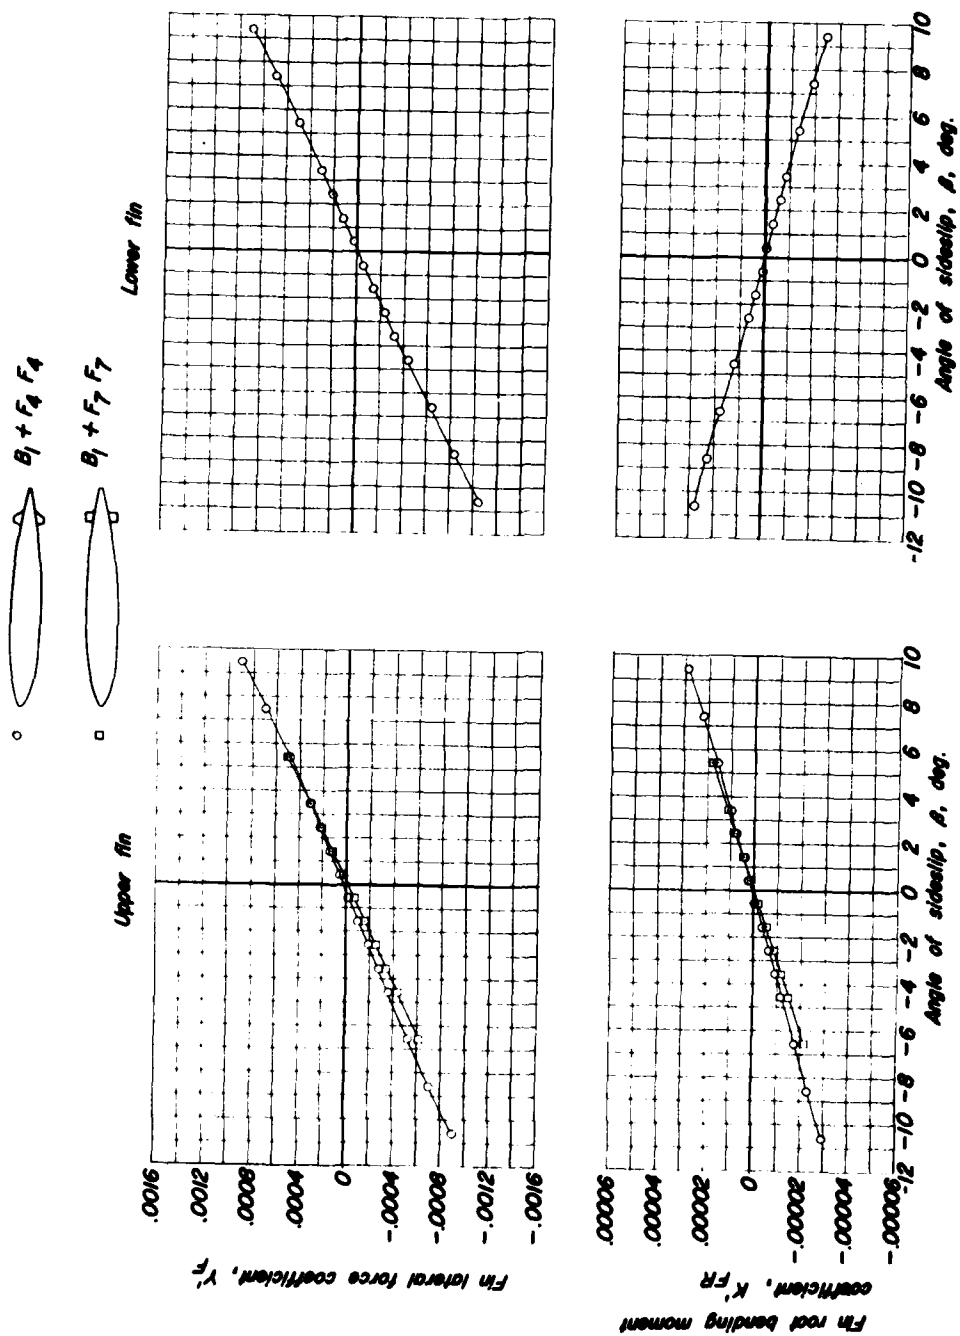 B₁ + F₄ F₄
B₁ + F₇ F₇
Upper fin
Lower fin
Fin lateral force coefficient, Y'F
.0016
.0012
.0008
.0004
0
-.0004
-.0008
-.0012
-.0016
Fin root bending moment
coefficient, K'FR
.00006
.00004
.00002
0
-.00002
-.00004
-.00006
-12 -10 -8 -6 -4 -2 0 2 4 6 8 10
Angle of sideslip, β, deg.
-12 -10 -8 -6 -4 -2 0 2 4 6 8 10
Angle of sideslip, β, deg.